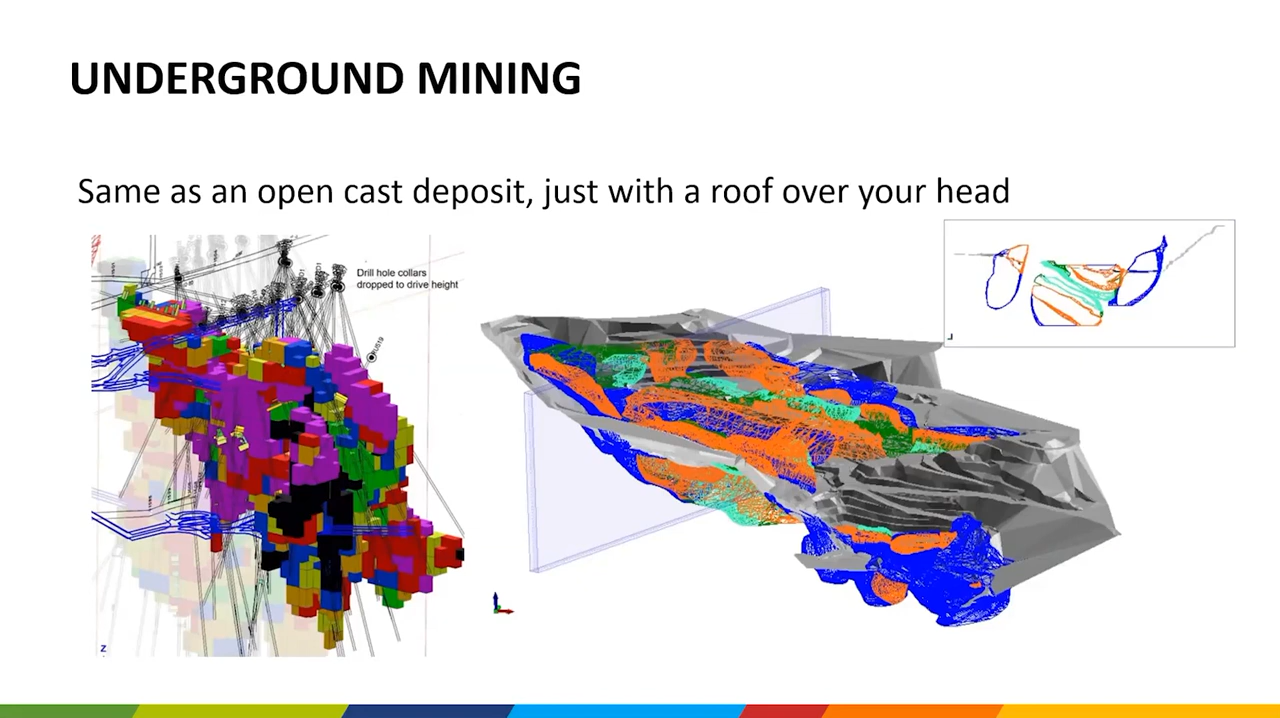 UNDERGROUND MINING
Same as an open cast deposit, just with a roof over your head
Drill hole collars
dropped to drive height
Z